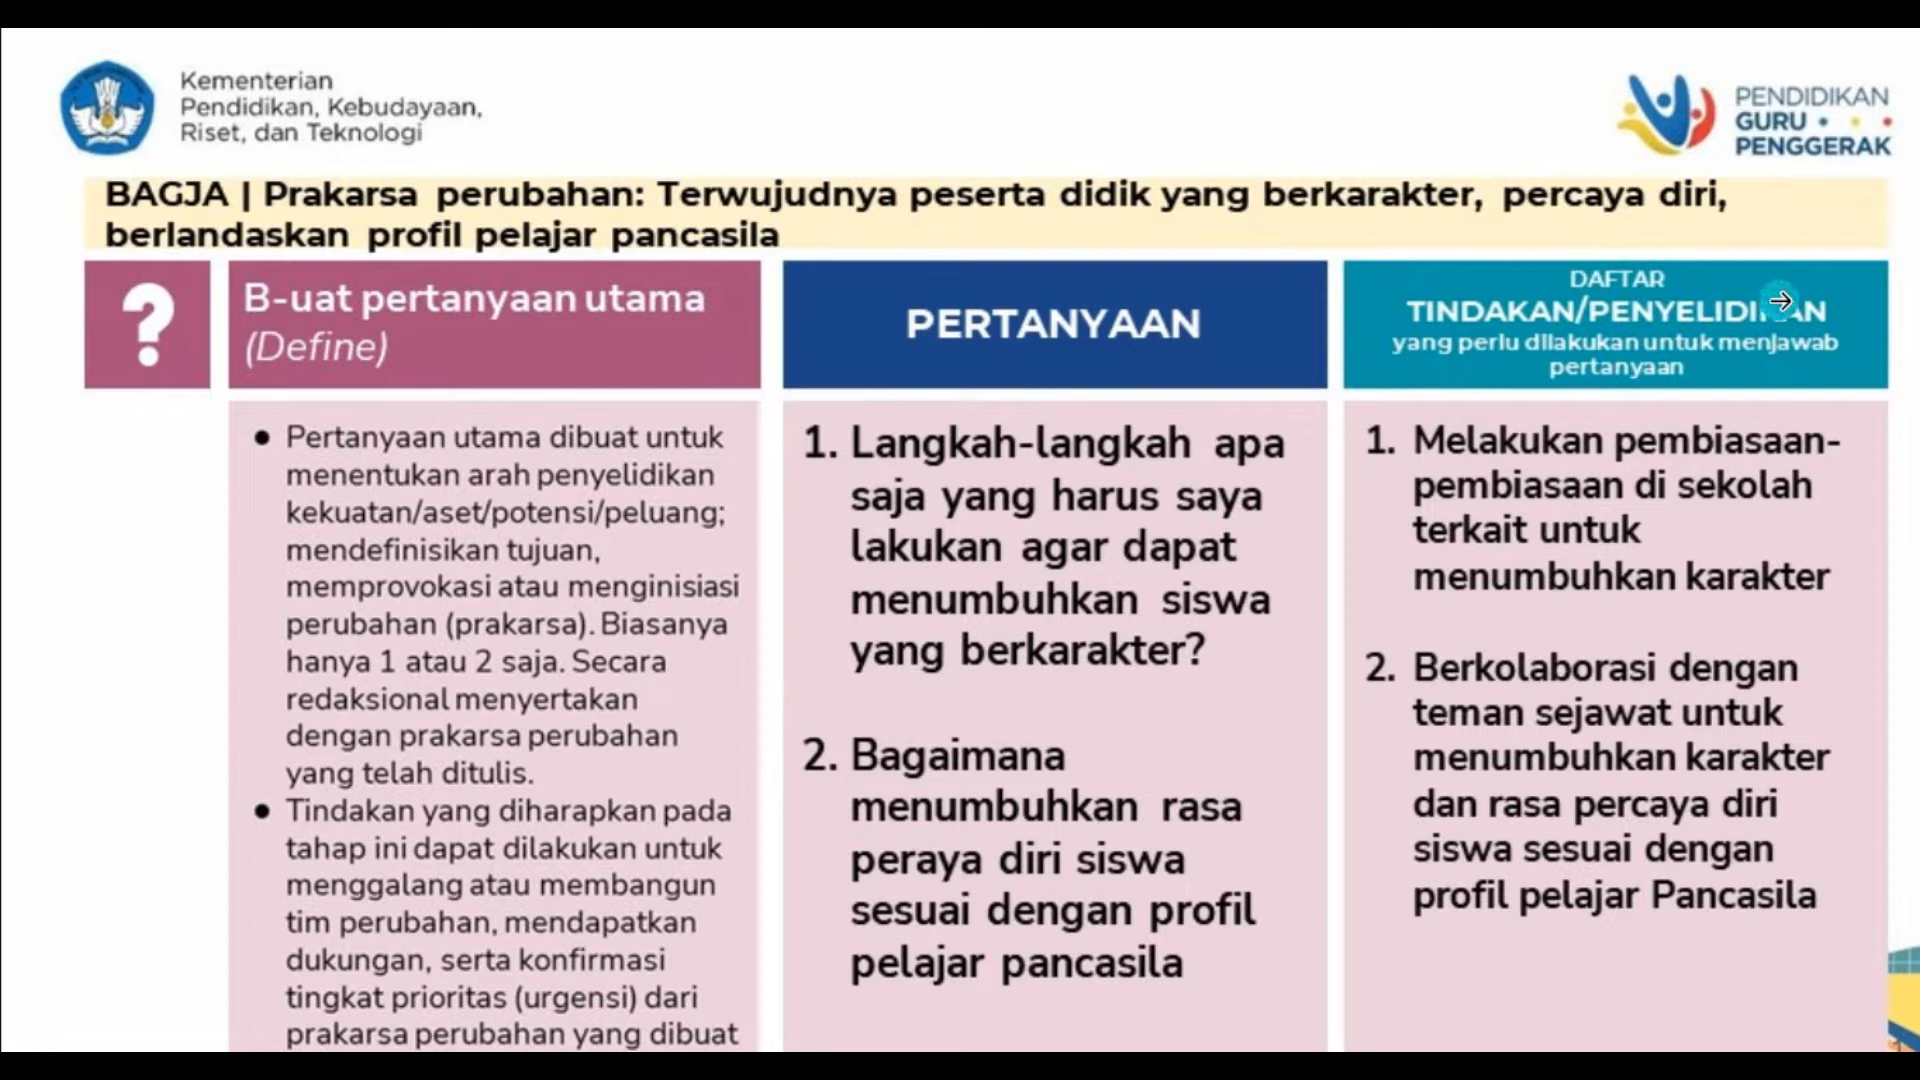 Kementerian
Pendidikan, Kebudayaan,
Riset, dan Teknologi
PENDIDIKAN
GURU
PENGGERAK
BAGJA | Prakarsa perubahan: Terwujudnya peserta didik yang berkarakter, percaya diri,
berlandaskan profil pelajar pancasila
?
B-uat pertanyaan utama
(Define)
PERTANYAAN
DAFTAR
TINDAKAN/PENYELIDIKAN
yang perlu dilakukan untuk menjawab
pertanyaan
● Pertanyaan utama dibuat untuk
menentukan arah penyelidikan
kekuatan/aset/potensi/peluang;
mendefinisikan tujuan,
memprovokasi atau menginisiasi
perubahan (prakarsa). Biasanya
hanya 1 atau 2 saja. Secara
redaksional menyertakan
dengan prakarsa perubahan
yang telah ditulis.
● Tindakan yang diharapkan pada
tahap ini dapat dilakukan untuk
menggalang atau membangun
tim perubahan, mendapatkan
dukungan, serta konfirmasi
tingkat prioritas (urgensi) dari
prakarsa perubahan yang dibuat
1. Langkah-langkah apa
saja yang harus saya
lakukan agar dapat
menumbuhkan siswa
yang berkarakter?
2. Bagaimana
menumbuhkan rasa
peraya diri siswa
sesuai dengan profil
pelajar pancasila
1. Melakukan pembiasaan-
pembiasaan di sekolah
terkait untuk
menumbuhkan karakter
2. Berkolaborasi dengan
teman sejawat untuk
menumbuhkan karakter
dan rasa percaya diri
siswa sesuai dengan
profil pelajar Pancasila